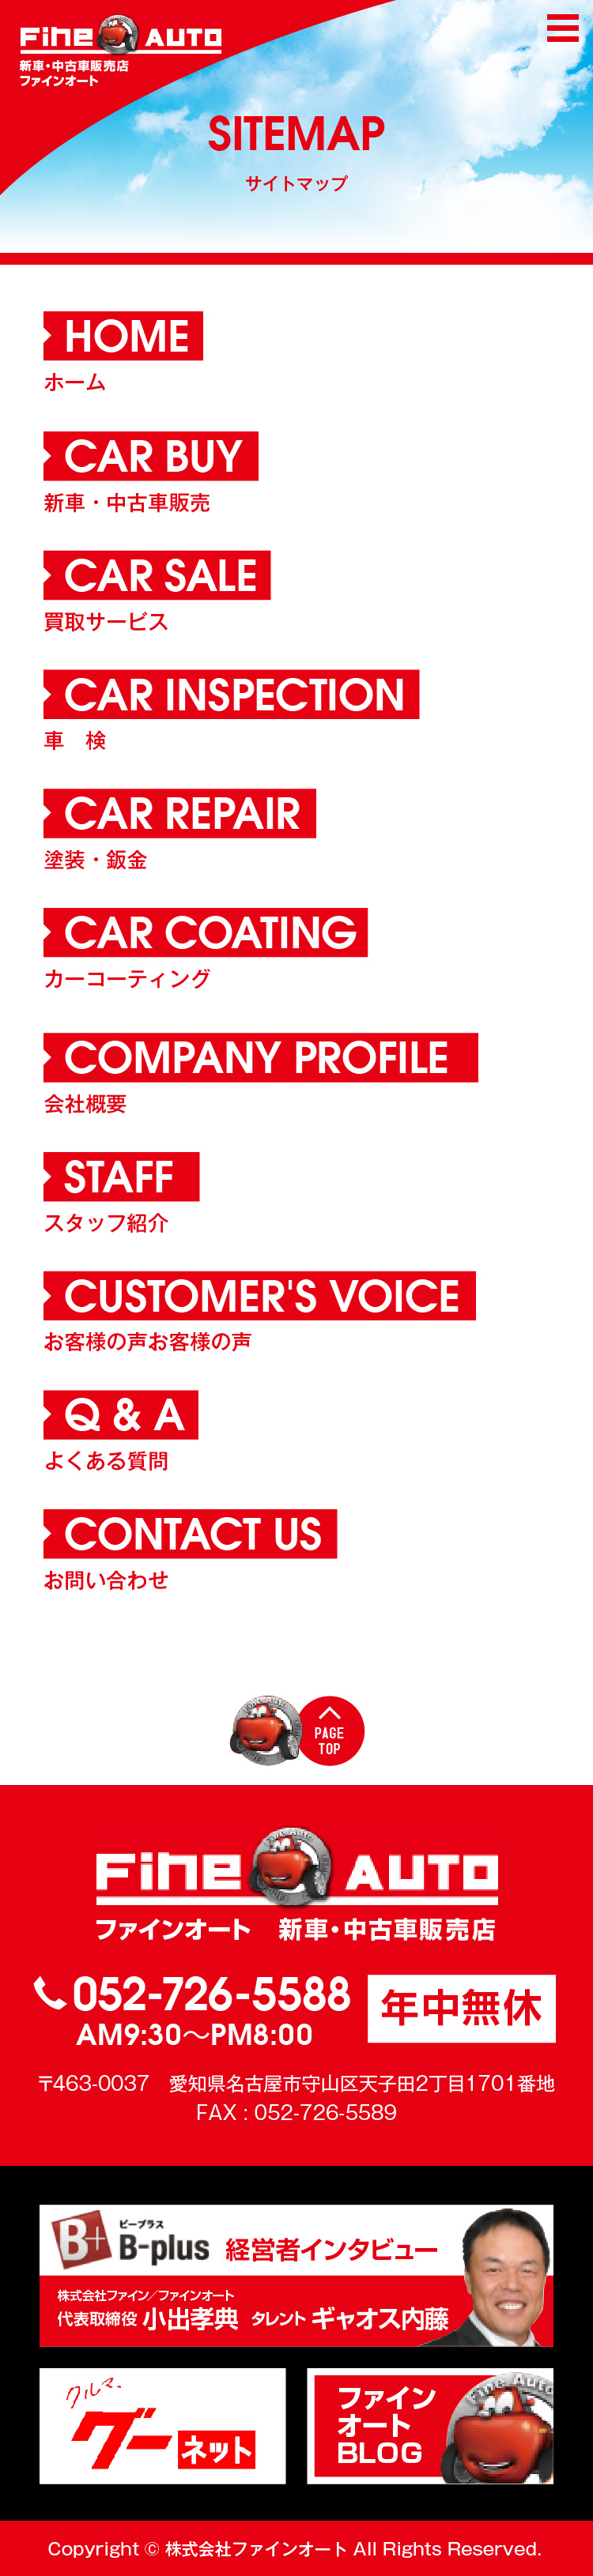 Fine AUTO
新車・中古車販売店
ファインオート
SITEMAP
サイトマップ
HOME
ホーム
CAR BUY
新車・中古車販売
CAR SALE
買取サービス
CAR INSPECTION
車　検
CAR REPAIR
塗装・鈑金
CAR COATING
カーコーティング
COMPANY PROFILE
会社概要
STAFF
スタッフ紹介
CUSTOMER'S VOICE
お客様の声お客様の声
Q & A
よくある質問
CONTACT US
お問い合わせ
PAGE
TOP
FINE AUTO
Fine AUTO
ファインオート　新車・中古車販売店
052-726-5588
年中無休
AM9:30～PM8:00
〒463-0037　愛知県名古屋市守山区天子田2丁目1701番地
FAX : 052-726-5589
B+ ビープラス
B-plus 経営者インタビュー
株式会社ファイン／ファインオート
代表取締役 小出孝典 タレント ギャオス内藤
クルマ、
グーネット
ファイン
オート
BLOG
FINE AUTO
Copyright © 株式会社ファインオート All Rights Reserved.